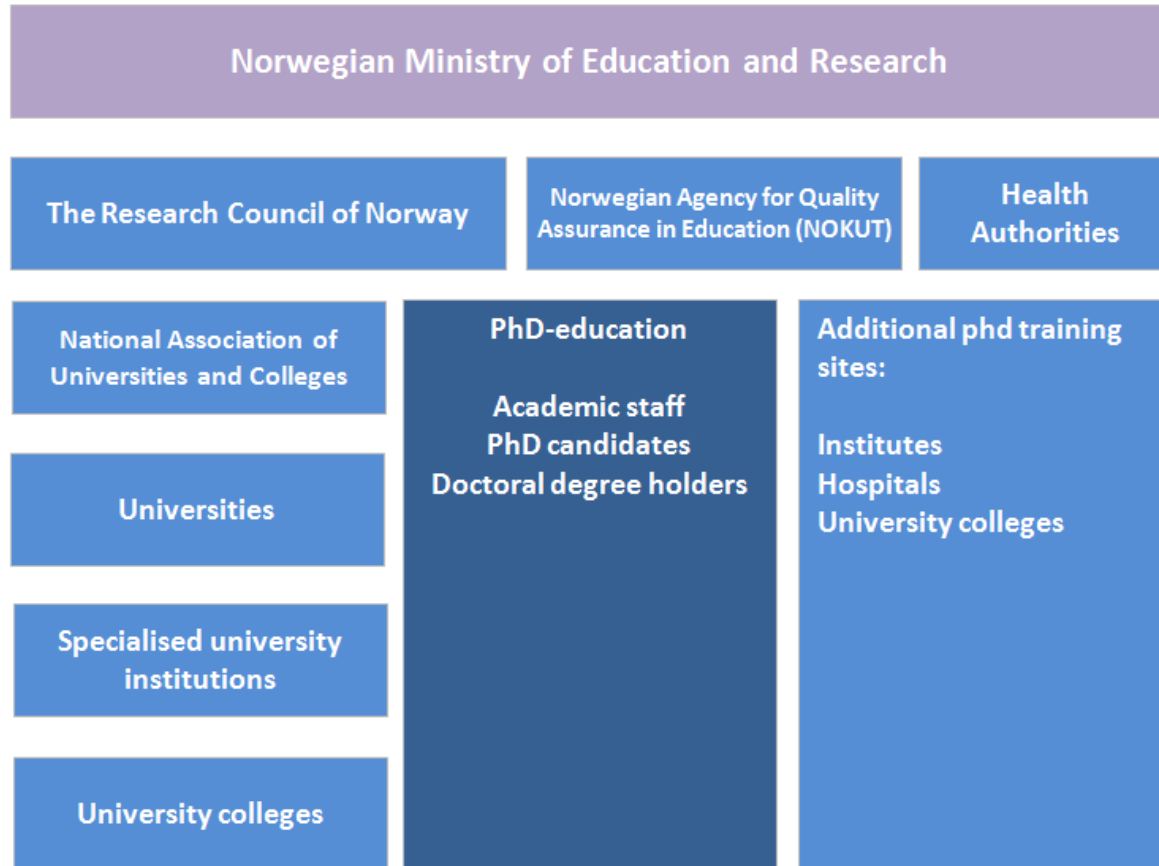 Norwegian Ministry of Education and Research
The Research Council of Norway
Norwegian Agency for Quality
Assurance in Education (NOKUT)
Health
Authorities
National Association of
Universities and Colleges
Universities
Specialised university
institutions
University colleges
PhD-education
Academic staff
PhD candidates
Doctoral degree holders
Additional phd training
sites:
Institutes
Hospitals
University colleges